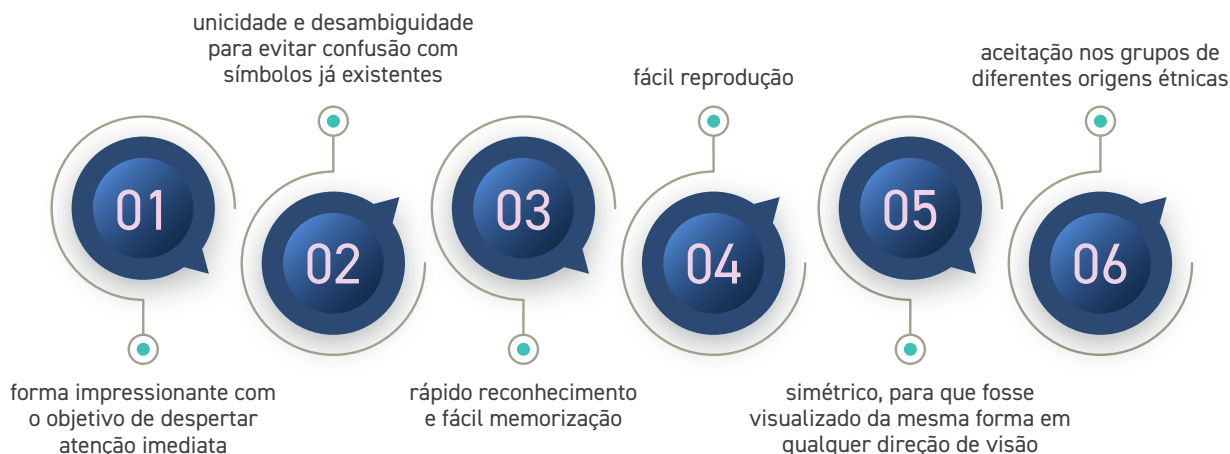 01
forma impressionante com
o objetivo de despertar
atenção imediata
unicidade e desambiguidade
para evitar confusão com
símbolos já existentes
02
03
rápido reconhecimento
e fácil memorização
fácil reprodução
04
05
simétrico, para que fosse
visualizado da mesma forma em
qualquer direção de visão
aceitação nos grupos de
diferentes origens étnicas
06